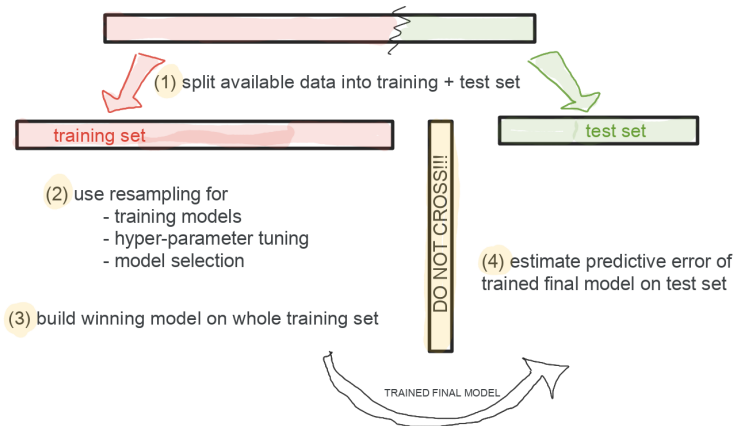 (1) split available data into training + test set
training set
test set
(2) use resampling for
- training models
- hyper-parameter tuning
- model selection
DO NOT CROSS!!!
(4) estimate predictive error of
trained final model on test set
(3) build winning model on whole training set
TRAINED FINAL MODEL